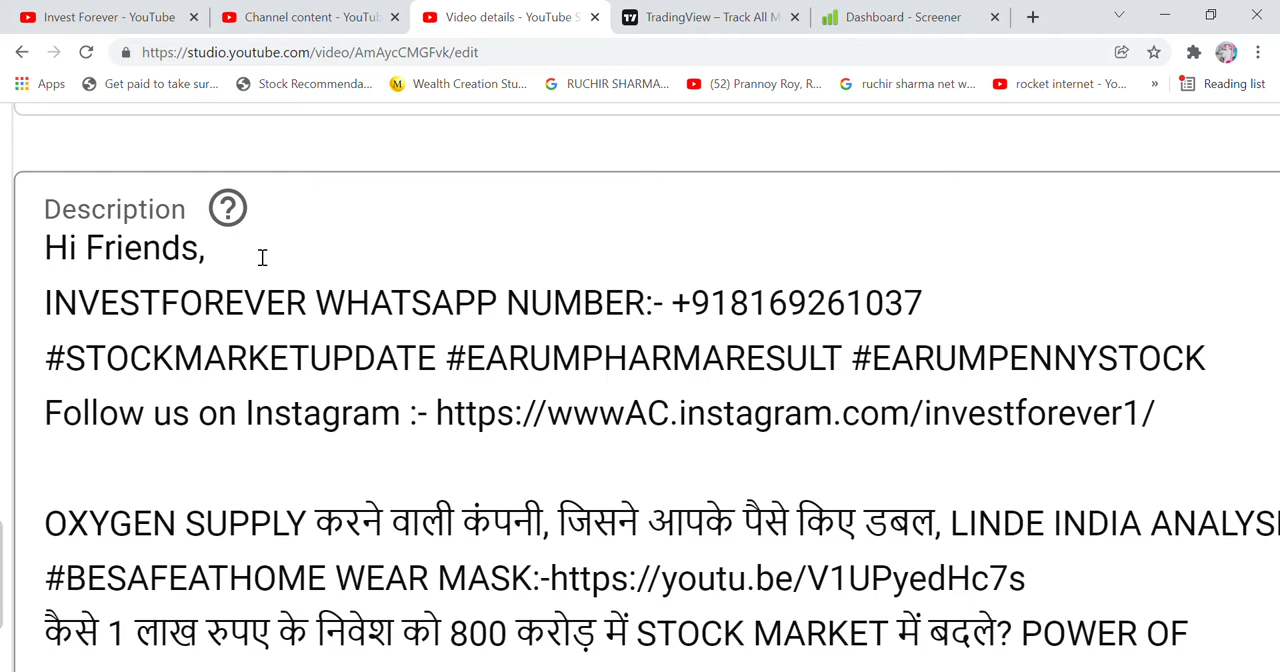 Invest Forever - YouTube
Channel content - YouTu
Video details - YouTube S
TradingView – Track All M
Dashboard - Screener
https://studio.youtube.com/video/AmAycCMGFvk/edit
Apps
Get paid to take sur...
Stock Recommenda...
Wealth Creation Stu...
RUCHIR SHARMA...
(52) Prannoy Roy, R...
ruchir sharma net w...
rocket internet - Yo...
»
Reading list
Description
Hi Friends,
INVESTFOREVER WHATSAPP NUMBER:- +918169261037
#STOCKMARKETUPDATE #EARUMPHARMARESULT #EARUMPENNYSTOCK
Follow us on Instagram :- https://wwwAC.instagram.com/investforever1/
OXYGEN SUPPLY करने वाली कंपनी, जिसने आपके पैसे किए डबल, LINDE INDIA ANALYSI
#BESAFEATHOME WEAR MASK:-https://youtu.be/V1UPyedHc7s
कैसे 1 लाख रुपए के निवेश को 800 करोड़ में STOCK MARKET में बदले? POWER OF